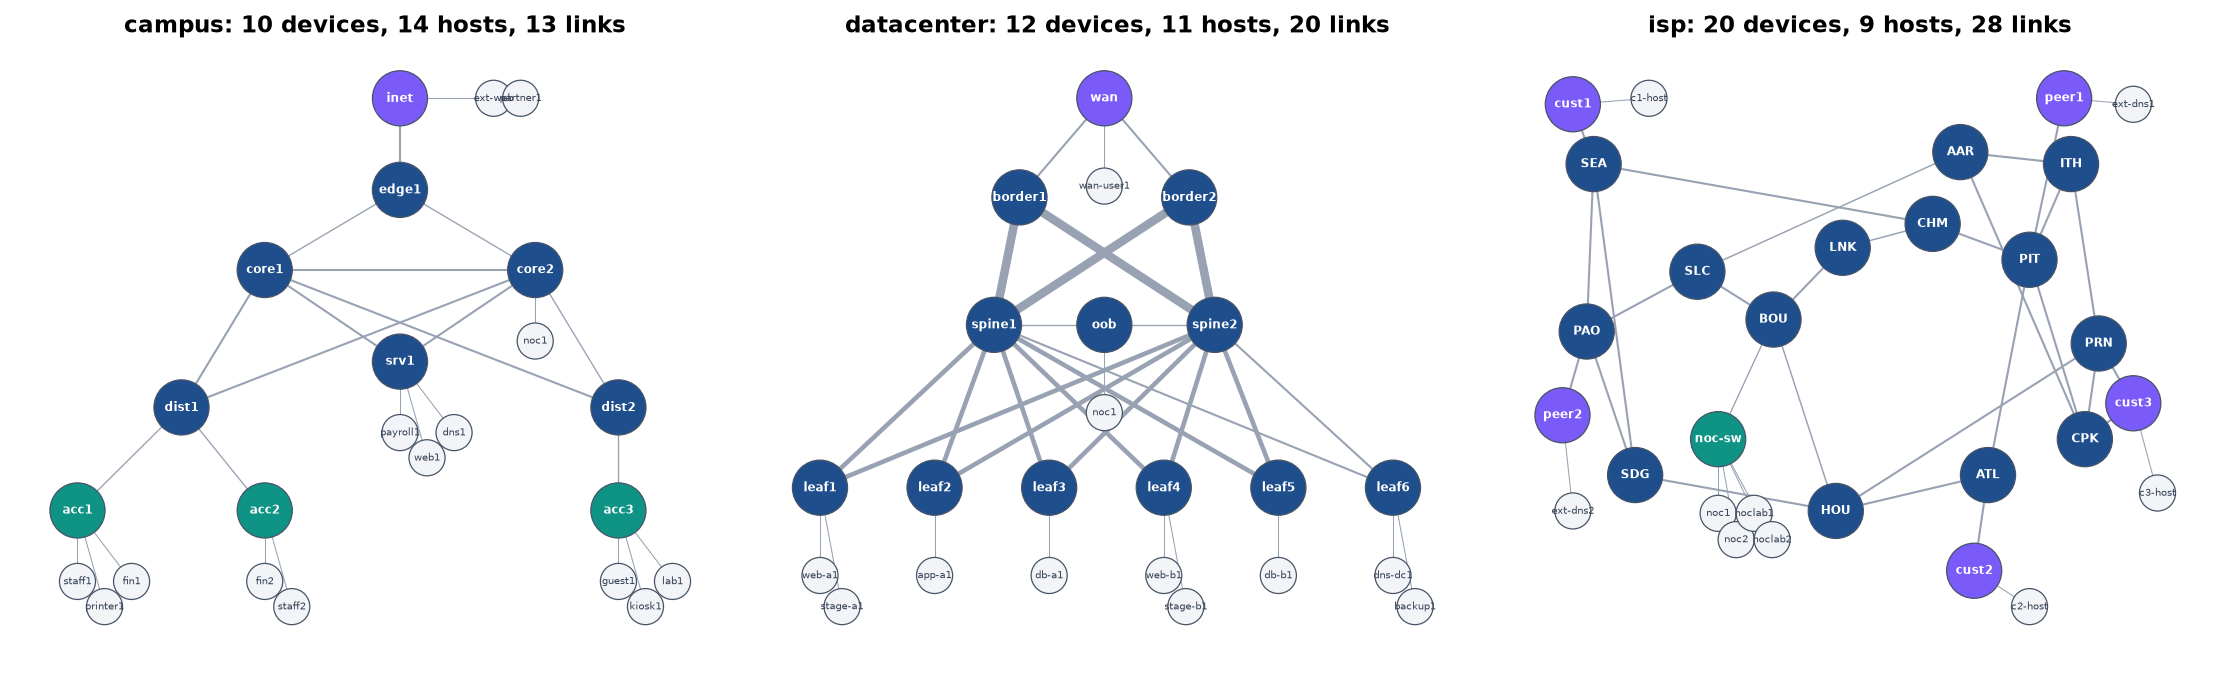 campus: 10 devices, 14 hosts, 13 links
inet
partner1
edge1
core1
core2
noc1
srv1
payroll1
dns1
web1
dist1
dist2
acc1
acc2
acc3
staff1
fin1
printer1
fin2
staff2
guest1
lab1
kiosk1
datacenter: 12 devices, 11 hosts, 20 links
wan
wan-user1
border1
border2
spine1
oob
spine2
noc1
leaf1
leaf2
leaf3
leaf4
leaf5
leaf6
web-a1
app-a1
db-a1
web-b1
db-b1
dns-dc1
stage-a1
stage-b1
backup1
isp: 20 devices, 9 hosts, 28 links
cust1
c1-host
peer1
ext-dns1
SEA
AAR
ITH
CHM
LNK
PIT
SLC
BOU
PAO
PRN
peer2
cust3
noc-sw
CPK
SDG
ATL
c3-host
ext-dns2
noc1
noclab1
HOU
noc2
noclab2
cust2
c2-host